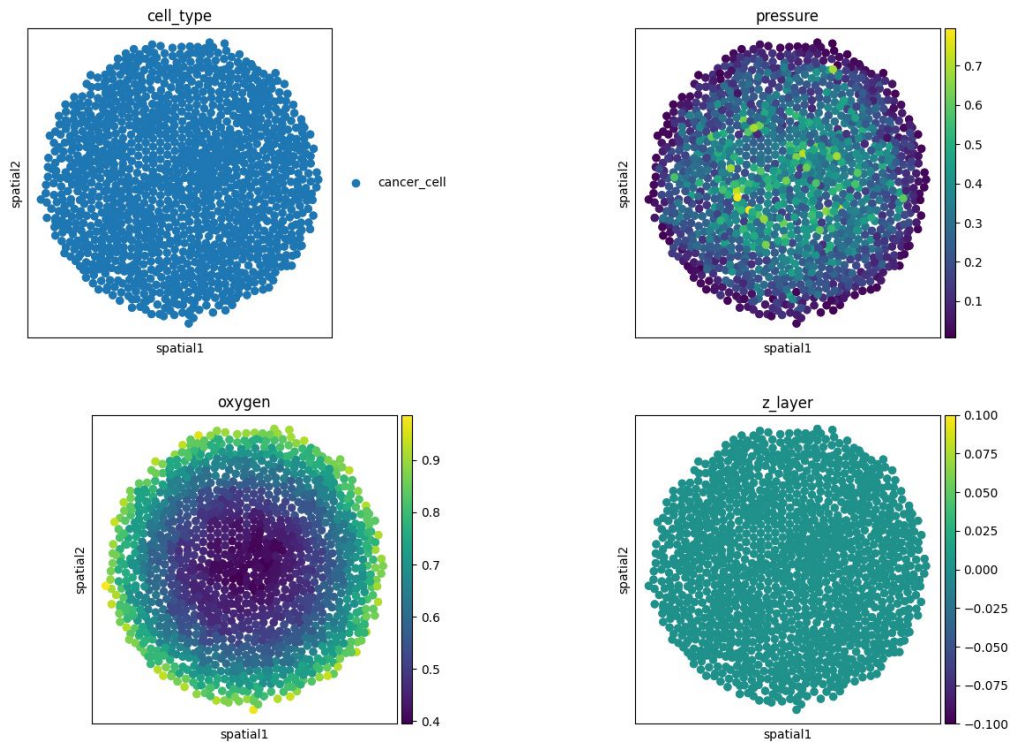 cell_type
spatial2
spatial1
cancer_cell
pressure
spatial2
spatial1
0.7
0.6
0.5
0.4
0.3
0.2
0.1
oxygen
spatial2
spatial1
0.9
0.8
0.7
0.6
0.5
0.4
z_layer
spatial2
spatial1
0.100
0.075
0.050
0.025
0.000
−0.025
−0.050
−0.075
−0.100